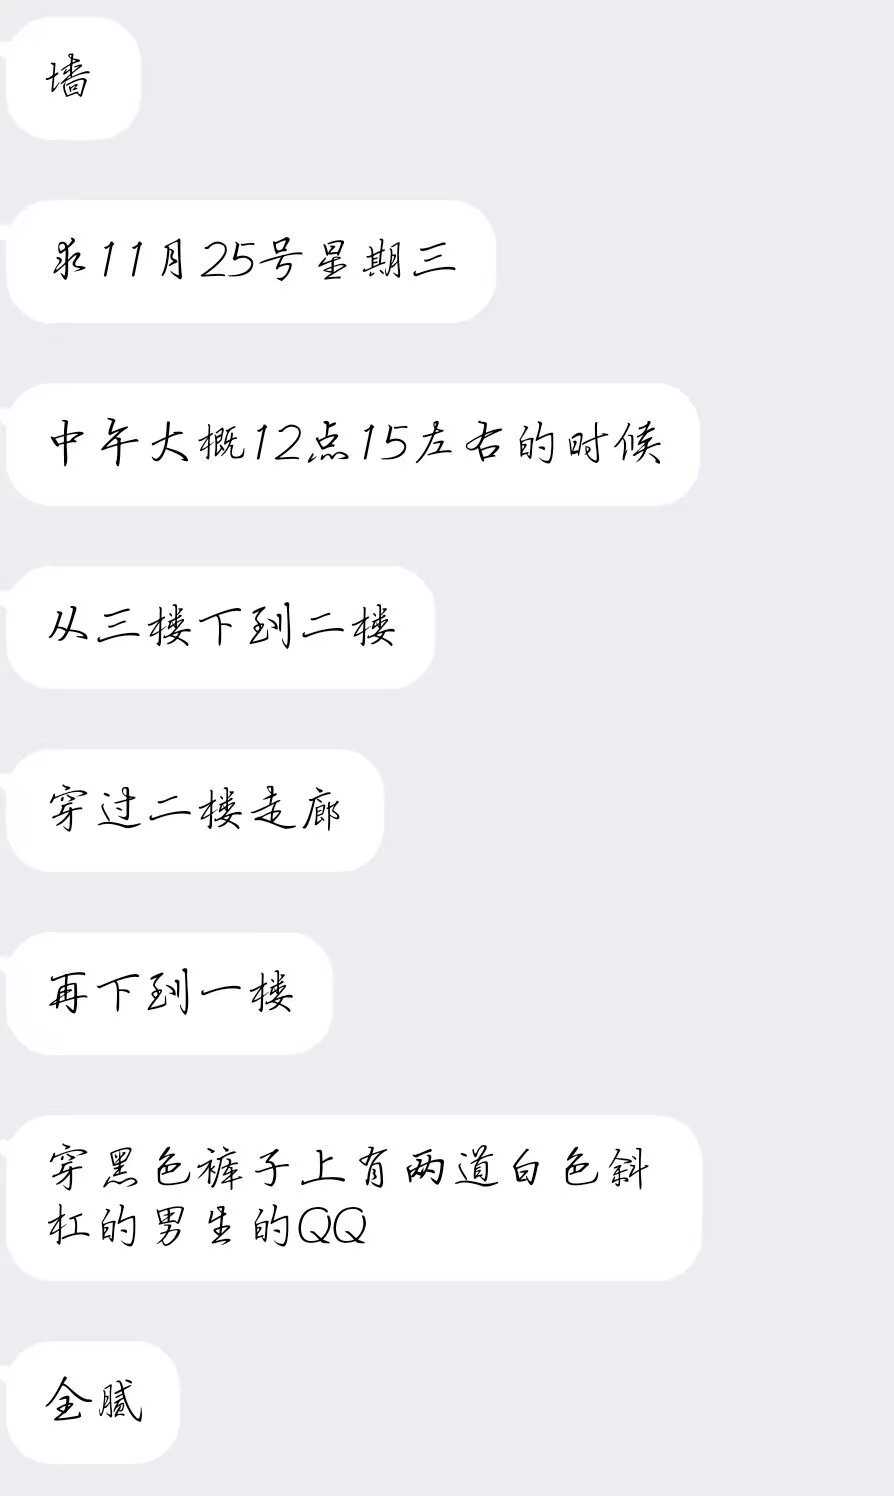 墙
求11月25号星期三
中午大概12点15左右的时候
从三楼下到二楼
穿过二楼走廊
再下到一楼
穿黑色裤子上有两道白色斜
杠的男生的QQ
全腻